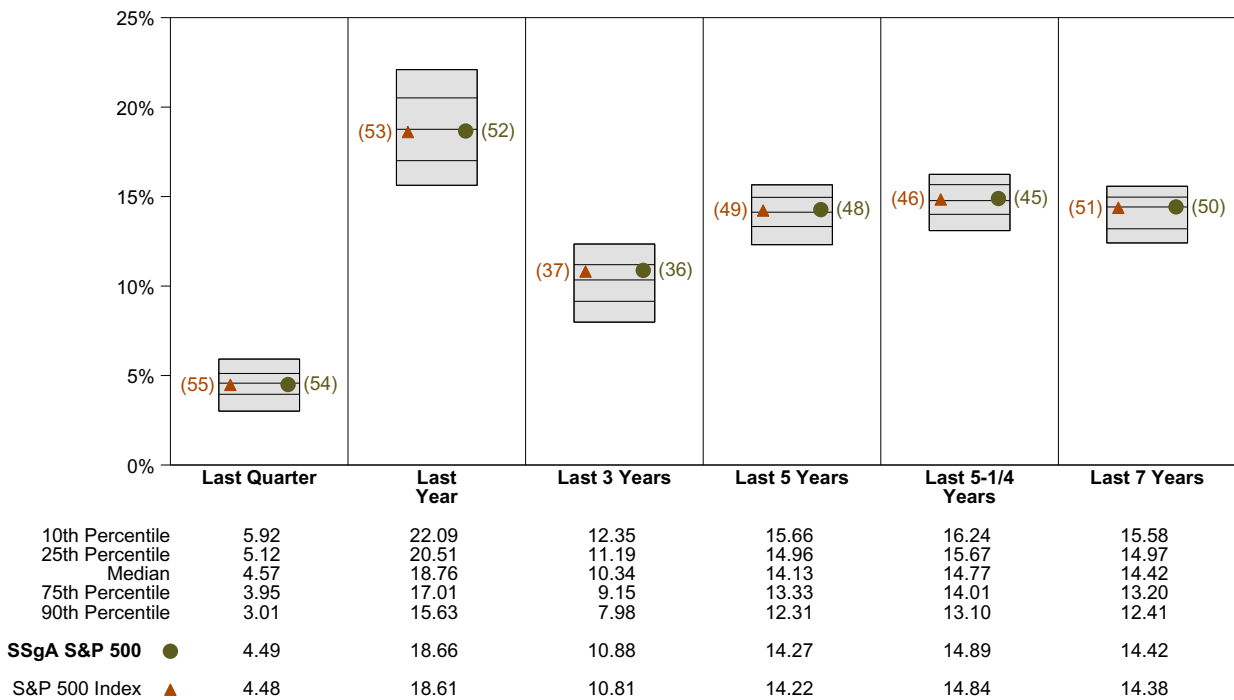 25%
20%
15%
10%
5%
0%
(55) (54)
(53) (52)
(37) (36)
(49) (48)
(46) (45)
(51) (50)
Last Quarter Last Year Last 3 Years Last 5 Years Last 5-1/4 Years Last 7 Years
10th Percentile 5.92 22.09 12.35 15.66 16.24 15.58
25th Percentile 5.12 20.51 11.19 14.96 15.67 14.97
Median 4.57 18.76 10.34 14.13 14.77 14.42
75th Percentile 3.95 17.01 9.15 13.33 14.01 13.20
90th Percentile 3.01 15.63 7.98 12.31 13.10 12.41
SSgA S&P 500 4.49 18.66 10.88 14.27 14.89 14.42
S&P 500 Index 4.48 18.61 10.81 14.22 14.84 14.38